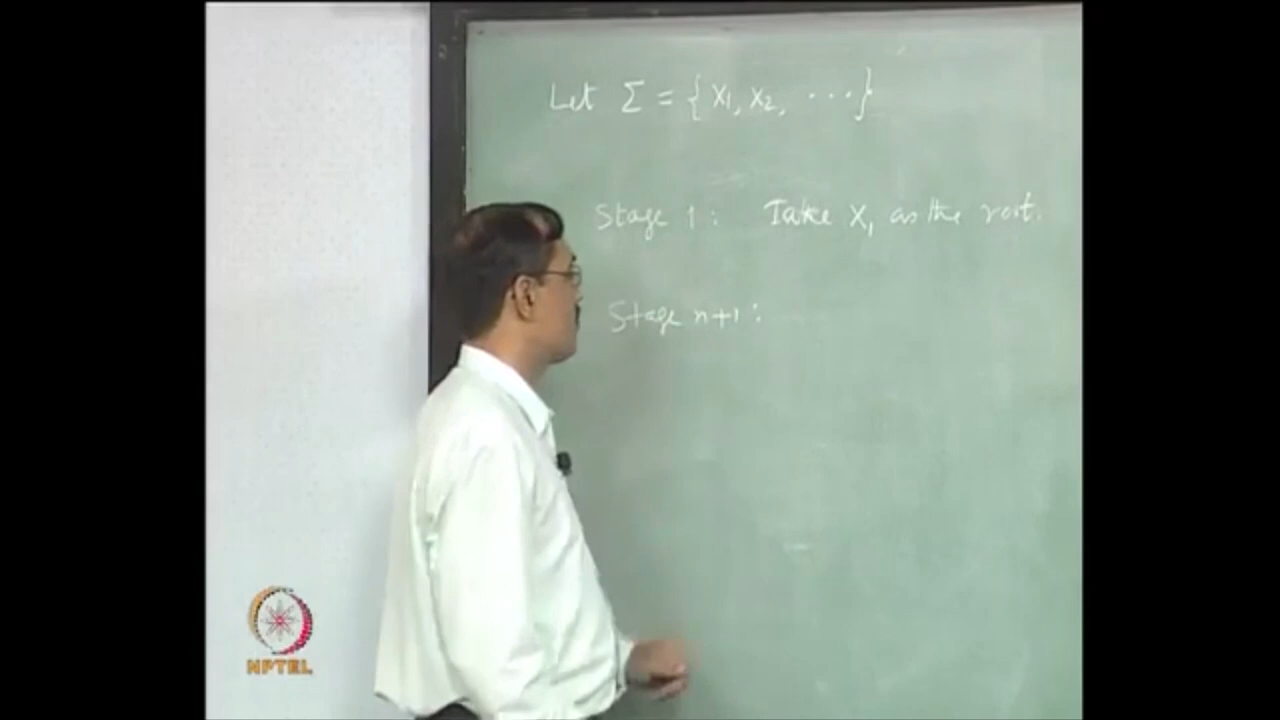 Let Σ = {X₁, X₂, ⋯}
Stage 1 : Take X₁ as the root.
Stage n+1 :
NPTEL